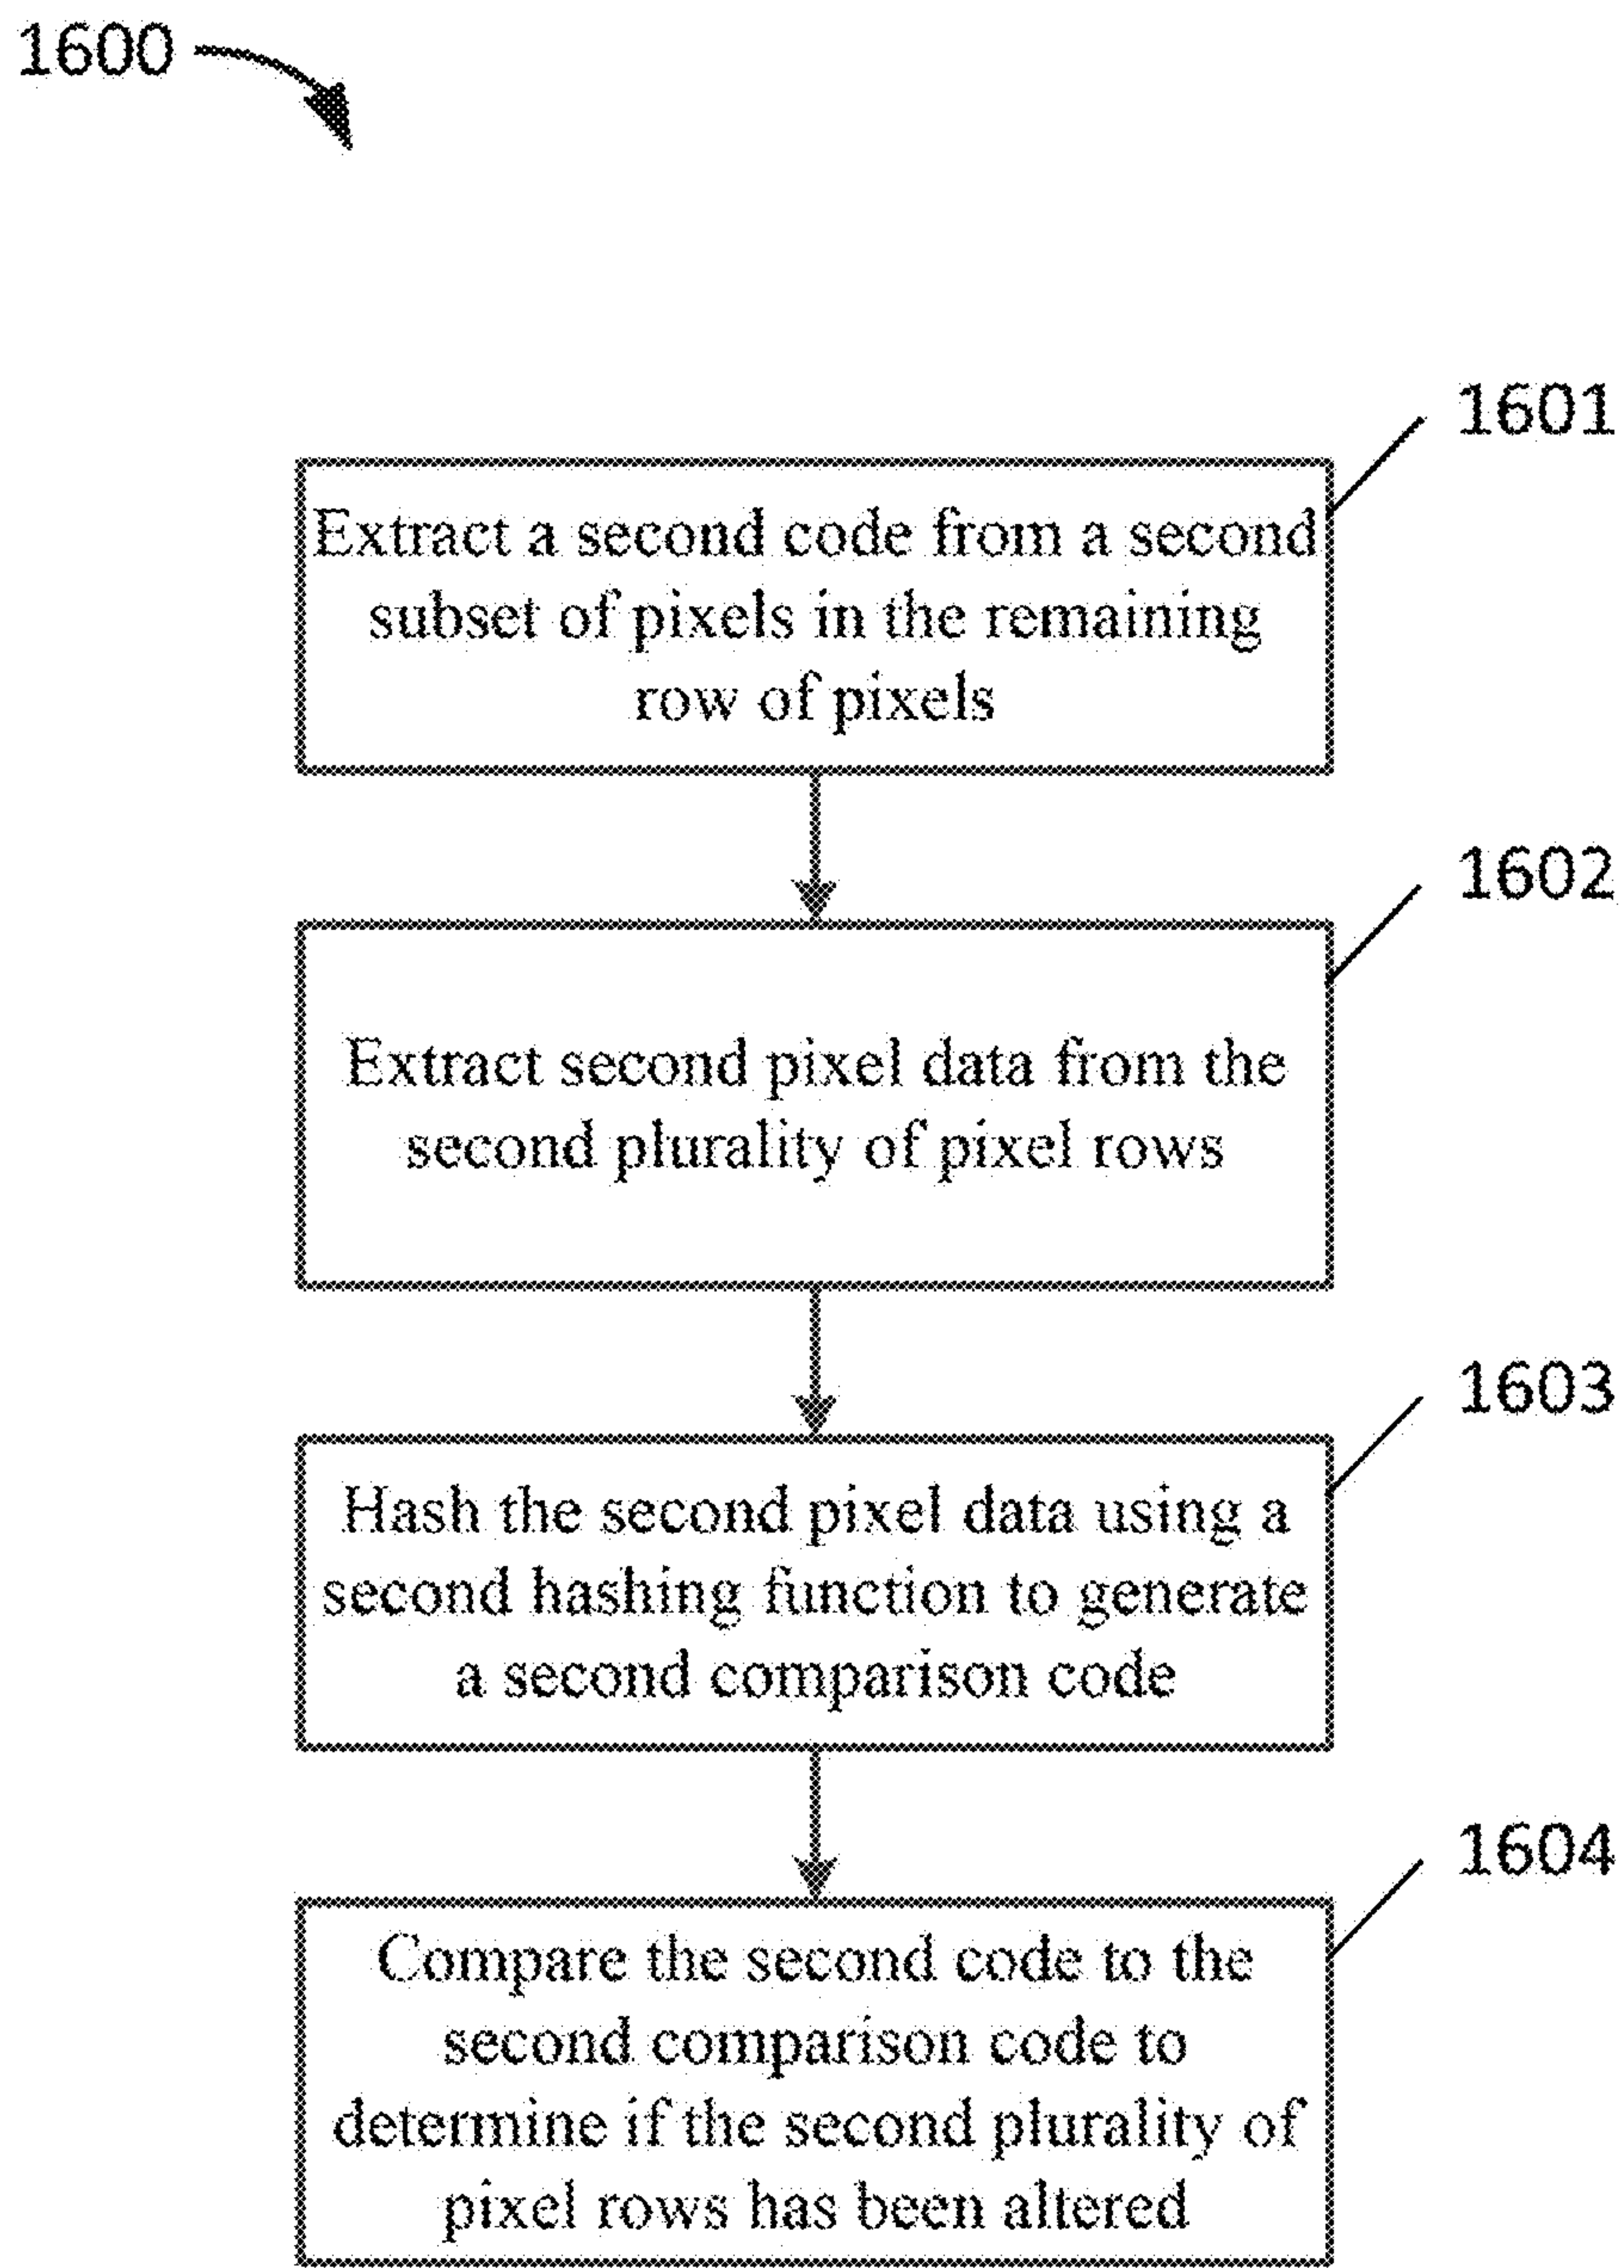 1600
1601
Extract a second code from a second
subset of pixels in the remaining
row of pixels
1602
Extract second pixel data from the
second plurality of pixel rows
1603
Hash the second pixel data using a
second hashing function to generate
a second comparison code
1604
Compare the second code to the
second comparison code to
determine if the second plurality of
pixel rows has been altered